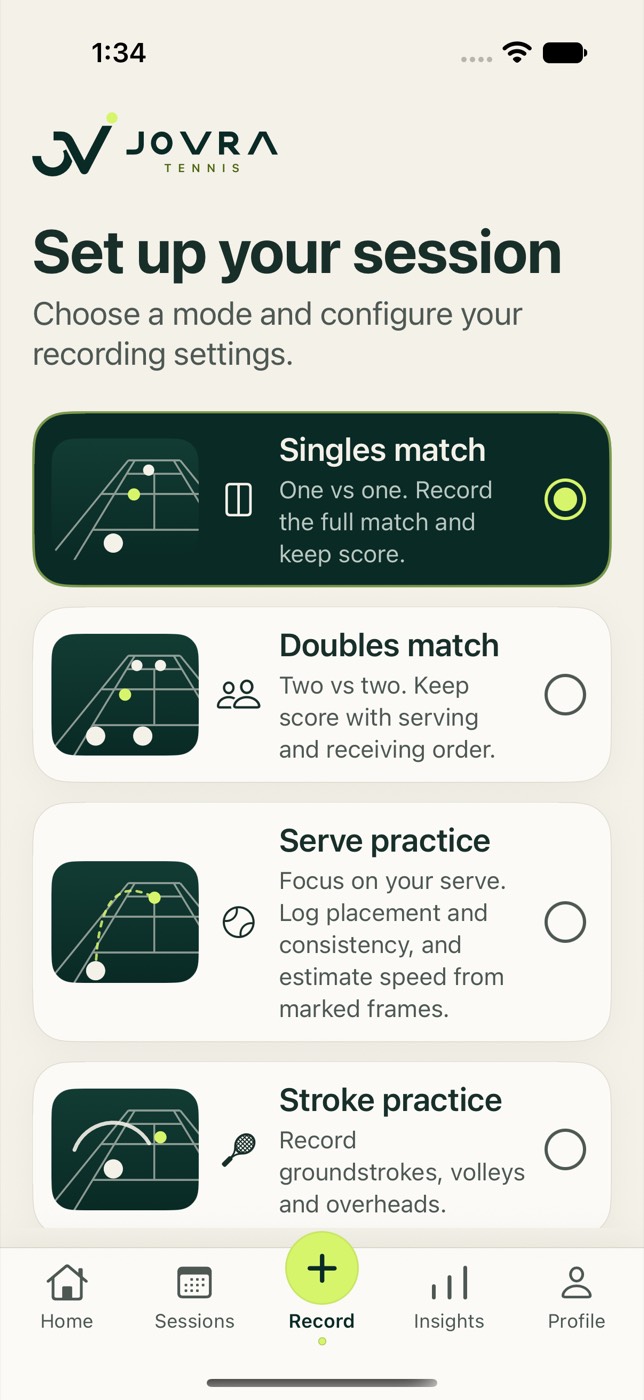 1:34
JOVRA
TENNIS
Set up your session
Choose a mode and configure your
recording settings.
Singles match
One vs one. Record
the full match and
keep score.
Doubles match
Two vs two. Keep
score with serving
and receiving order.
Serve practice
Focus on your serve.
Log placement and
consistency, and
estimate speed from
marked frames.
Stroke practice
Record
groundstrokes, volleys
and overheads.
Home
Sessions
Record
Insights
Profile